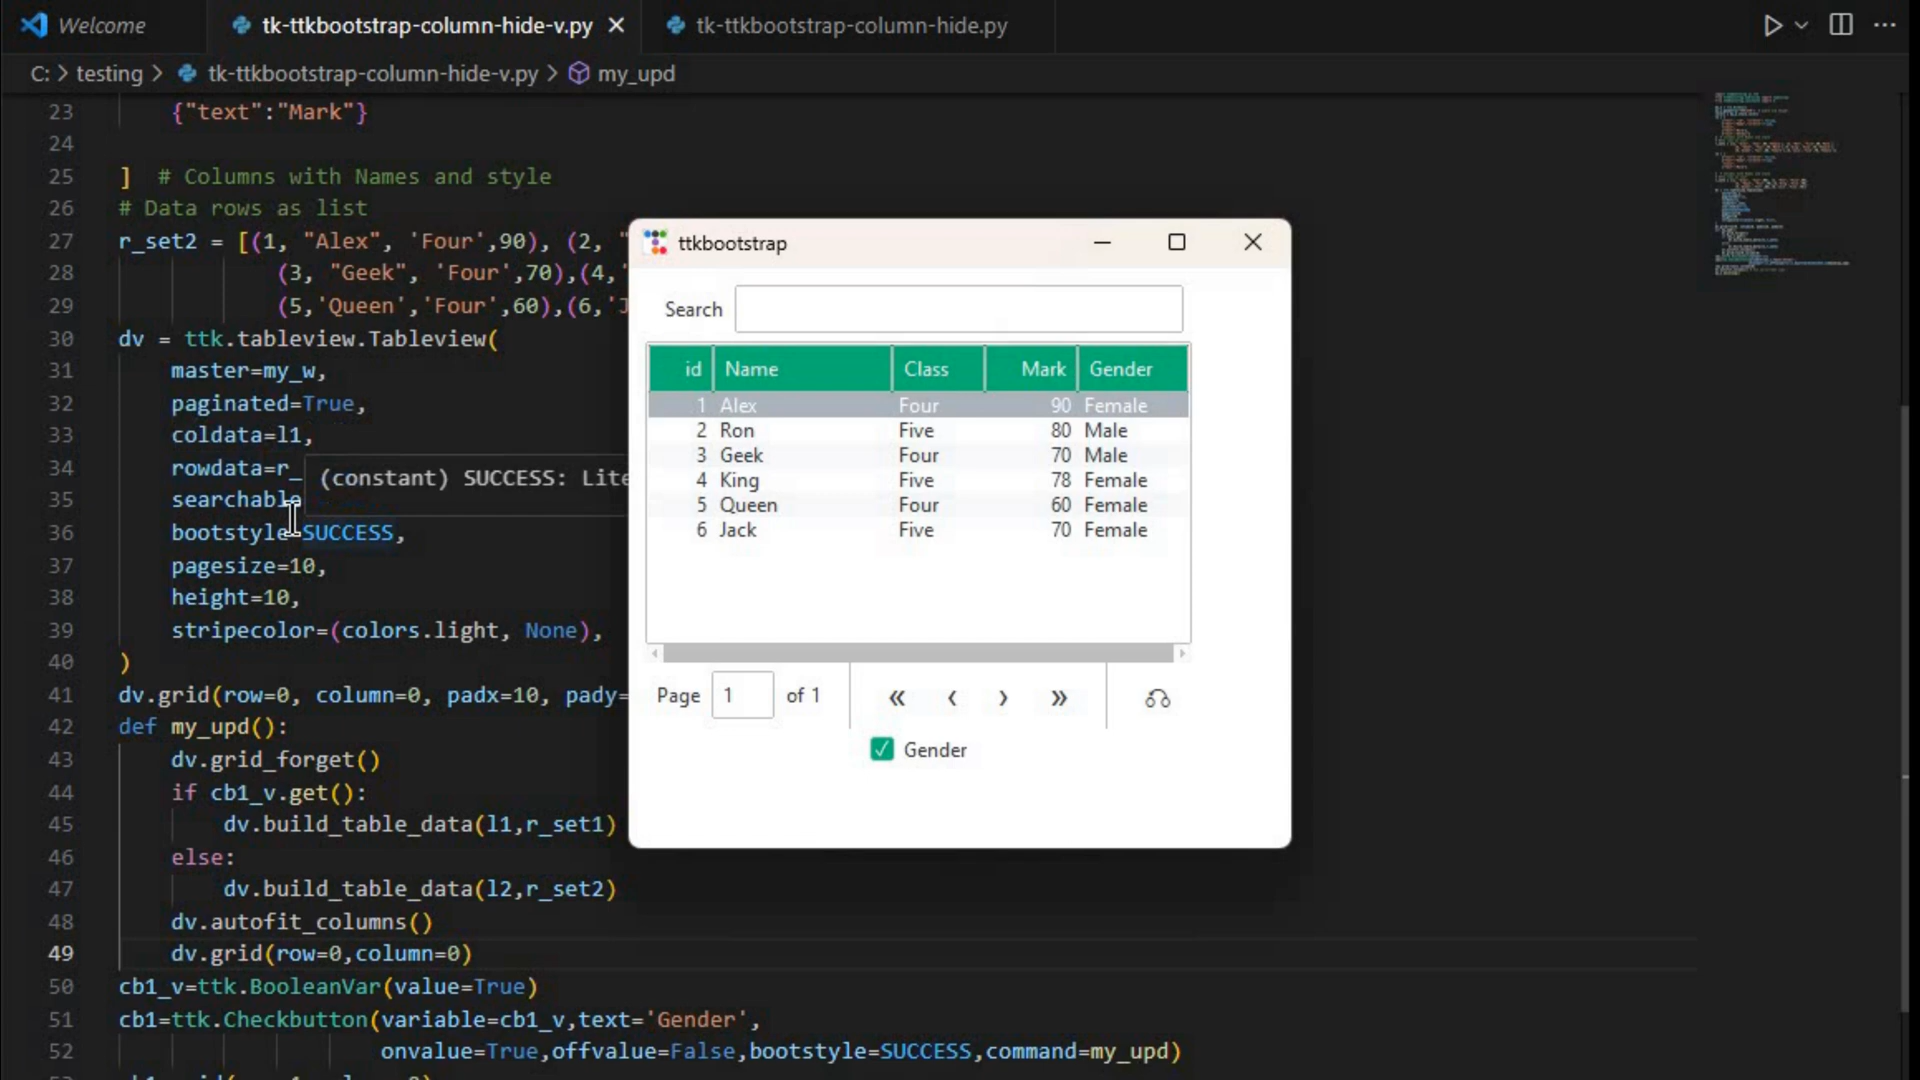 Welcome
tk-ttkbootstrap-column-hide-v.py
tk-ttkbootstrap-column-hide.py
C: > testing > tk-ttkbootstrap-column-hide-v.py > my_upd
23 {"text":"Mark"}
24
25 ] # Columns with Names and style
26 # Data rows as list
27 r_set2 = [(1, "Alex", 'Four',90), (2, "
28 (3, "Geek", 'Four',70),(4,"
29 (5,'Queen','Four',60),(6,'J
30 dv = ttk.tableview.Tableview(
31 master=my_w,
32 paginated=True,
33 coldata=l1,
34 rowdata=r_
(constant) SUCCESS: Lite
35 searchable
36 bootstyle=SUCCESS,
37 pagesize=10,
38 height=10,
39 stripecolor=(colors.light, None),
40 )
41 dv.grid(row=0, column=0, padx=10, pady=
42 def my_upd():
43 dv.grid_forget()
44 if cb1_v.get():
45 dv.build_table_data(l1,r_set1)
46 else:
47 dv.build_table_data(l2,r_set2)
48 dv.autofit_columns()
49 dv.grid(row=0,column=0)
50 cb1_v=ttk.BooleanVar(value=True)
51 cb1=ttk.Checkbutton(variable=cb1_v,text='Gender',
52 onvalue=True,offvalue=False,bootstyle=SUCCESS,command=my_upd)
ttkbootstrap
Search
id Name Class Mark Gender
1 Alex Four 90 Female
2 Ron Five 80 Male
3 Geek Four 70 Male
4 King Five 78 Female
5 Queen Four 60 Female
6 Jack Five 70 Female
Page 1 of 1 « ‹ › »
Gender